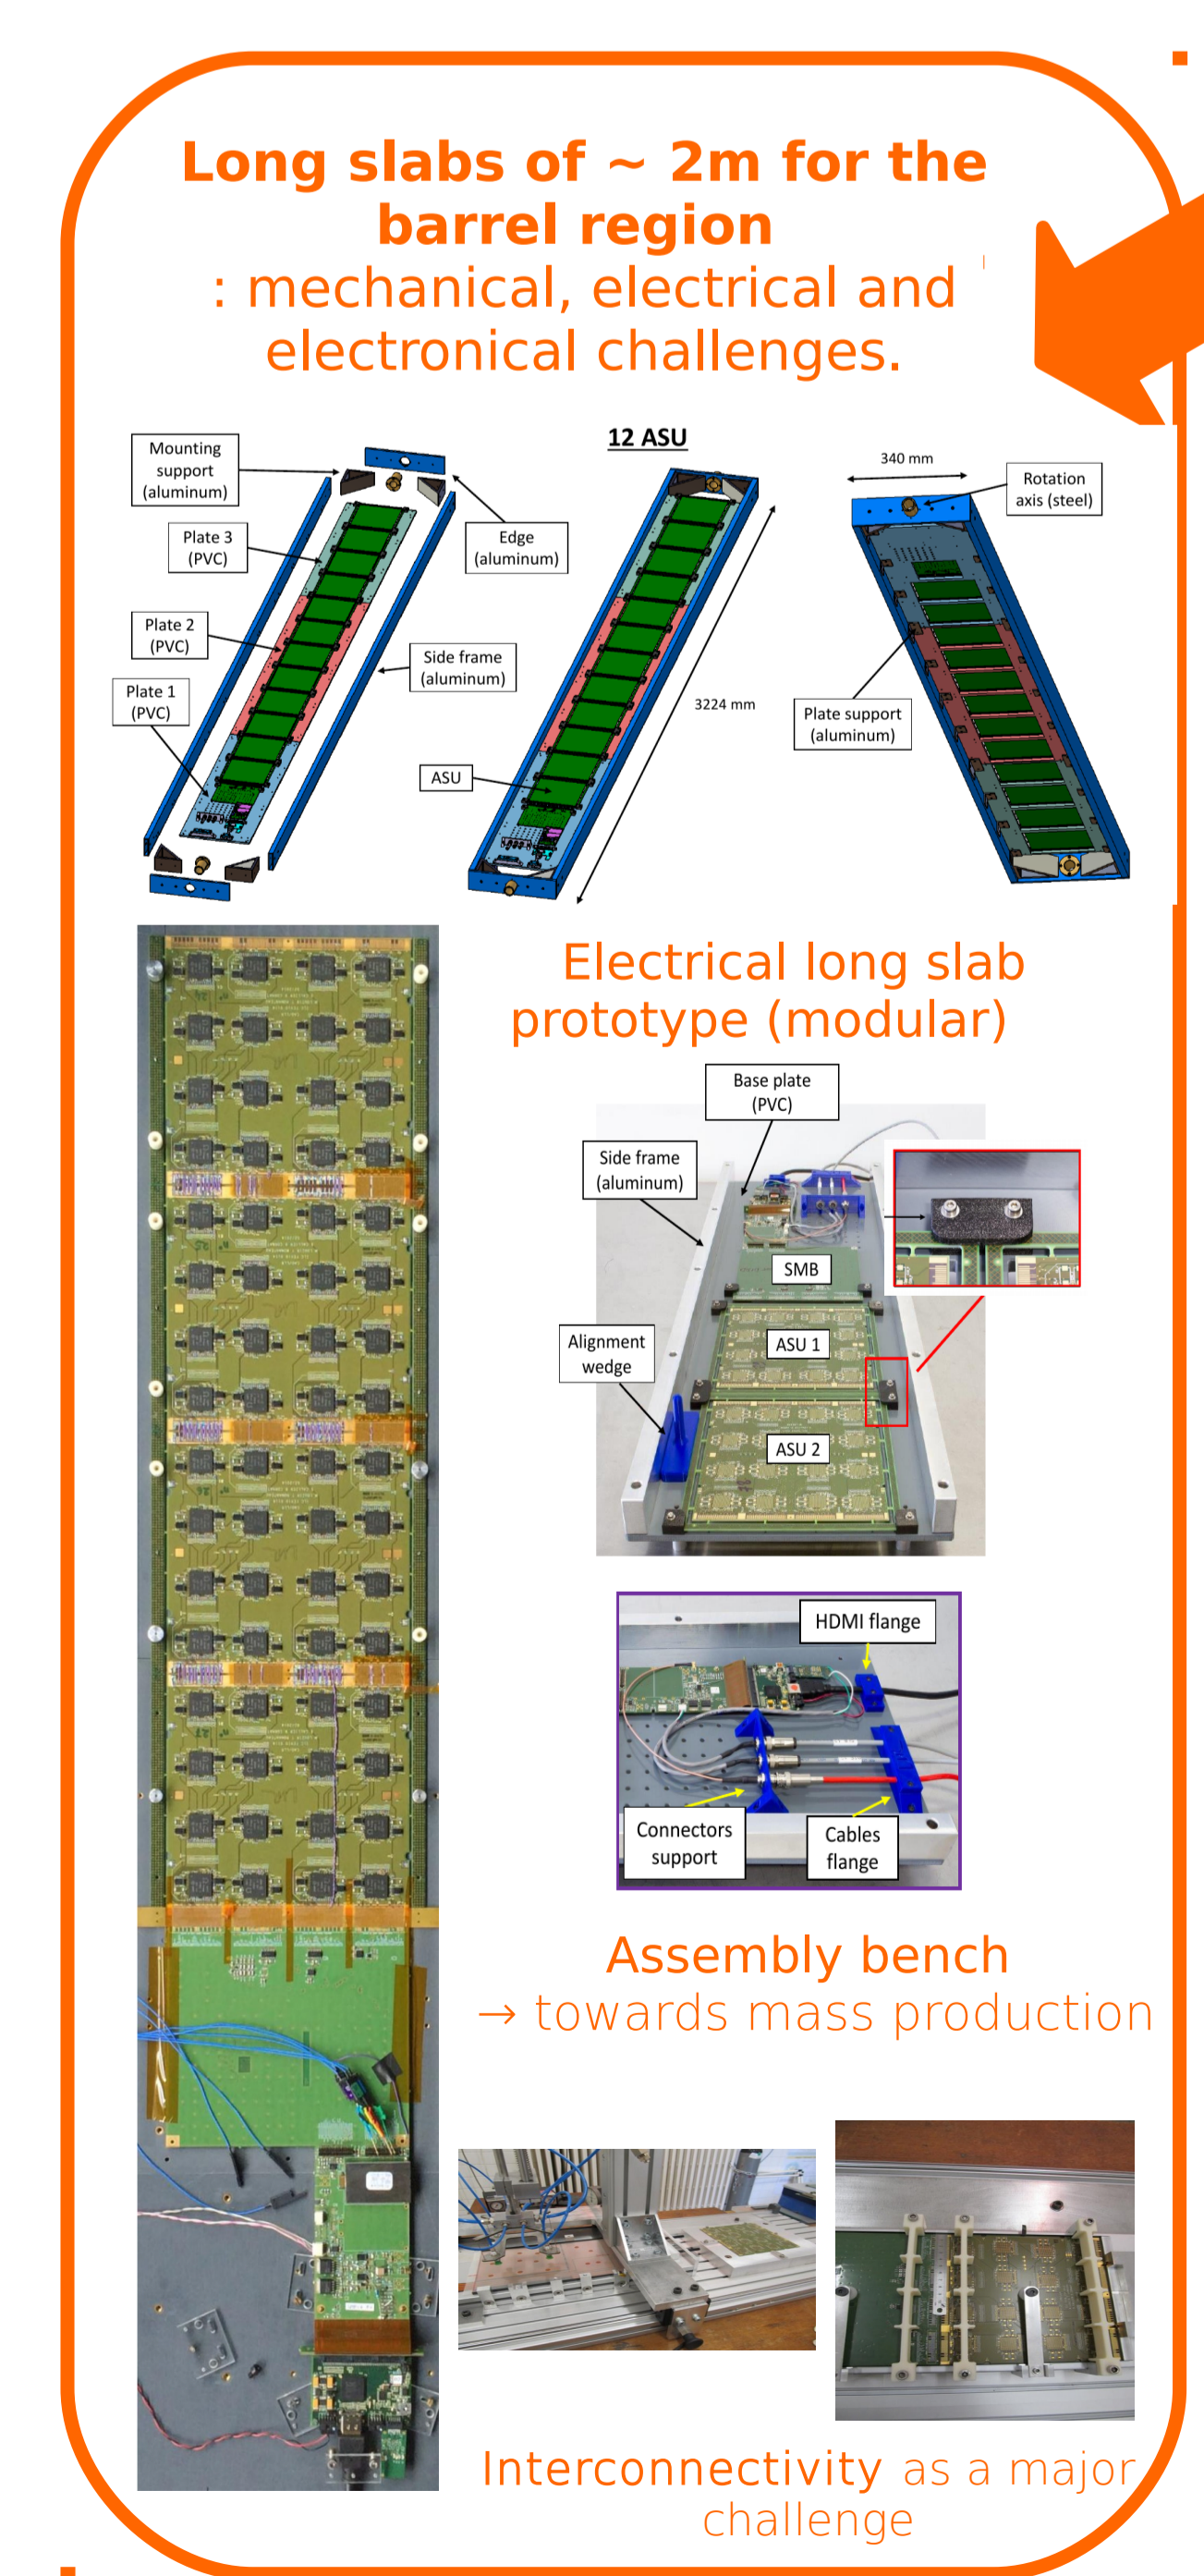 Long slabs of ~ 2m for the
barrel region
: mechanical, electrical and
electronical challenges.
12 ASU
Mounting
support
(aluminum)
Plate 3
(PVC)
Plate 2
(PVC)
Plate 1
(PVC)
Edge
(aluminum)
Side frame
(aluminum)
ASU
3224 mm
340 mm
Rotation
axis (steel)
Plate support
(aluminum)
Electrical long slab
prototype (modular)
Base plate
(PVC)
Side frame
(aluminum)
SMB
Alignment
wedge
ASU 1
ASU 2
HDMI flange
Connectors
support
Cables
flange
Assembly bench
→ towards mass production
Interconnectivity as a major
challenge